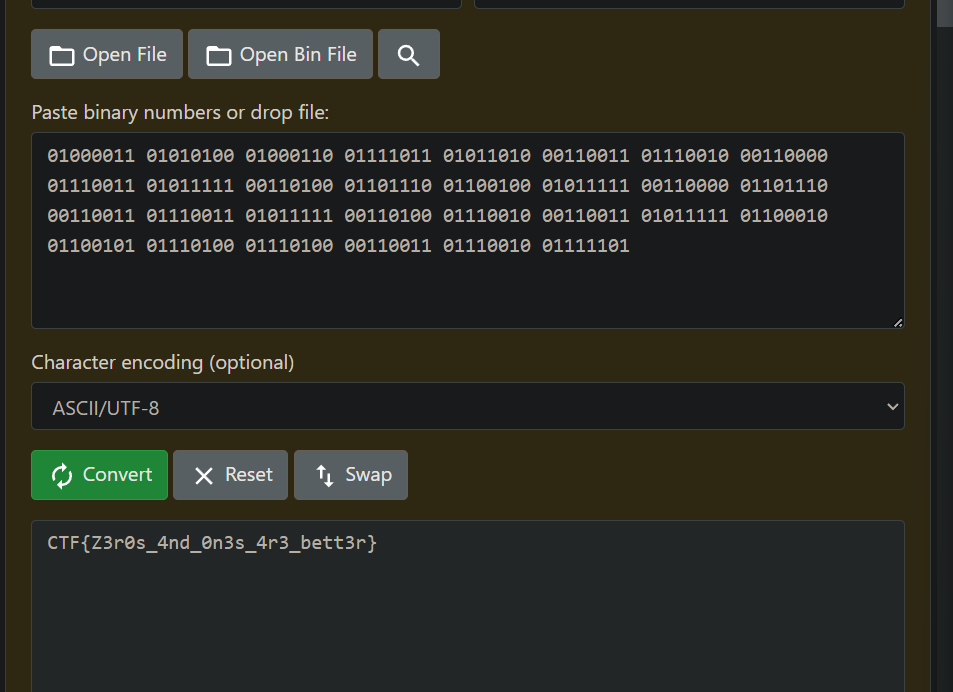 Open File Open Bin File
Paste binary numbers or drop file:
01000011 01010100 01000110 01111011 01011010 00110011 01110010 00110000
01110011 01011111 00110100 01101110 01100100 01011111 00110000 01101110
00110011 01110011 01011111 00110100 01110010 00110011 01011111 01100010
01100101 01110100 01110100 00110011 01110010 01111101
Character encoding (optional)
ASCII/UTF-8
Convert Reset Swap
CTF{Z3r0s_4nd_0n3s_4r3_bett3r}